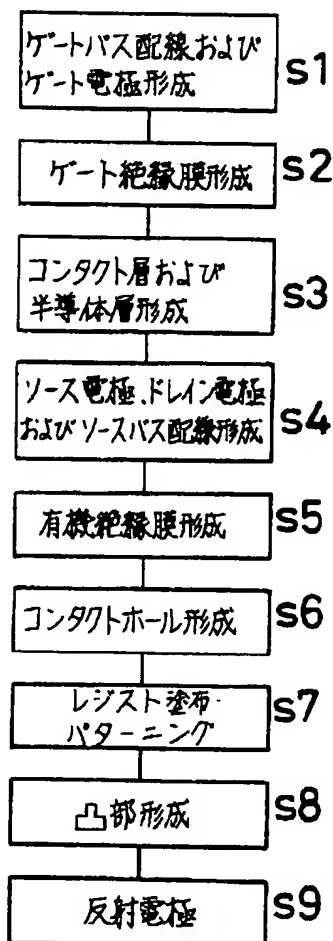 ゲートバス配線および
ゲート電極形成
s1
ゲート絶縁膜形成
s2
コンタクト層および
半導体層形成
s3
ソース電極、ドレイン電極
およびソースバス配線形成
s4
有機絶縁膜形成
s5
コンタクトホール形成
s6
レジスト塗布・
パターニング
s7
凸部形成
s8
反射電極
s9